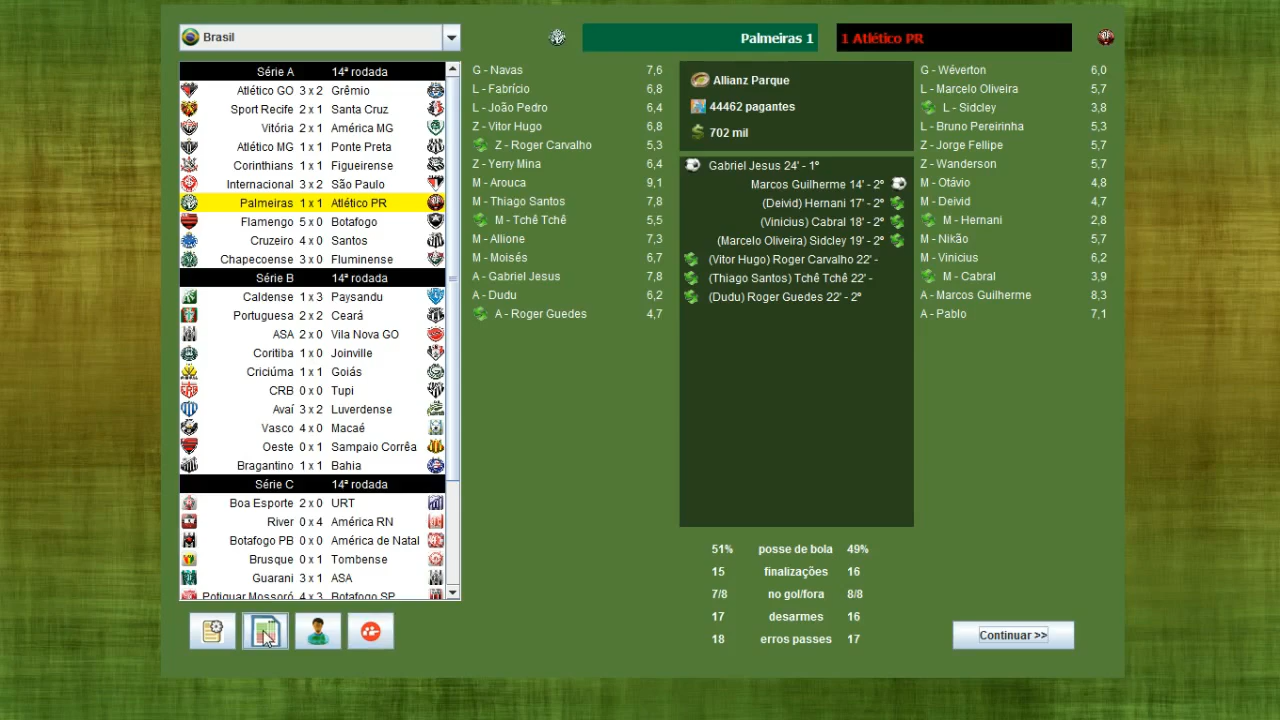 Brasil
Série A 14ª rodada
Atlético GO 3 x 2 Grêmio
Sport Recife 2 x 1 Santa Cruz
Vitória 2 x 1 América MG
Atlético MG 1 x 1 Ponte Preta
Corinthians 1 x 1 Figueirense
Internacional 3 x 2 São Paulo
Palmeiras 1 x 1 Atlético PR
Flamengo 5 x 0 Botafogo
Cruzeiro 4 x 0 Santos
Chapecoense 3 x 0 Fluminense
Série B 14ª rodada
Caldense 1 x 3 Paysandu
Portuguesa 2 x 2 Ceará
ASA 2 x 0 Vila Nova GO
Coritiba 1 x 0 Joinville
Criciúma 1 x 1 Goiás
CRB 0 x 0 Tupi
Avaí 3 x 2 Luverdense
Vasco 4 x 0 Macaé
Oeste 0 x 1 Sampaio Corrêa
Bragantino 1 x 1 Bahia
Série C 14ª rodada
Boa Esporte 2 x 0 URT
River 0 x 4 América RN
Botafogo PB 0 x 0 América de Natal
Brusque 0 x 1 Tombense
Guarani 3 x 1 ASA
Potiguar Mossoró 4 x 3 Botafogo SP
Palmeiras 1
1 Atlético PR
G - Navas 7,6
L - Fabrício 6,8
L - João Pedro 6,4
Z - Vitor Hugo 6,8
Z - Roger Carvalho 5,3
Z - Yerry Mina 6,4
M - Arouca 9,1
M - Thiago Santos 7,8
M - Tchê Tchê 5,5
M - Allione 7,3
M - Moisés 6,7
A - Gabriel Jesus 7,8
A - Dudu 6,2
A - Roger Guedes 4,7
Allianz Parque
44462 pagantes
702 mil
Gabriel Jesus 24' - 1º
Marcos Guilherme 14' - 2º
(Deivid) Hernani 17' - 2º
(Vinicius) Cabral 18' - 2º
(Marcelo Oliveira) Sidcley 19' - 2º
(Vitor Hugo) Roger Carvalho 22' -
(Thiago Santos) Tchê Tchê 22' -
(Dudu) Roger Guedes 22' - 2º
51% posse de bola 49%
15 finalizações 16
7/8 no gol/fora 8/8
17 desarmes 16
18 erros passes 17
G - Wéverton 6,0
L - Marcelo Oliveira 5,7
L - Sidcley 3,8
L - Bruno Pereirinha 5,3
Z - Jorge Fellipe 5,7
Z - Wanderson 5,7
M - Otávio 4,8
M - Deivid 4,7
M - Hernani 2,8
M - Nikão 5,7
M - Vinicius 6,2
M - Cabral 3,9
A - Marcos Guilherme 8,3
A - Pablo 7,1
Continuar >>